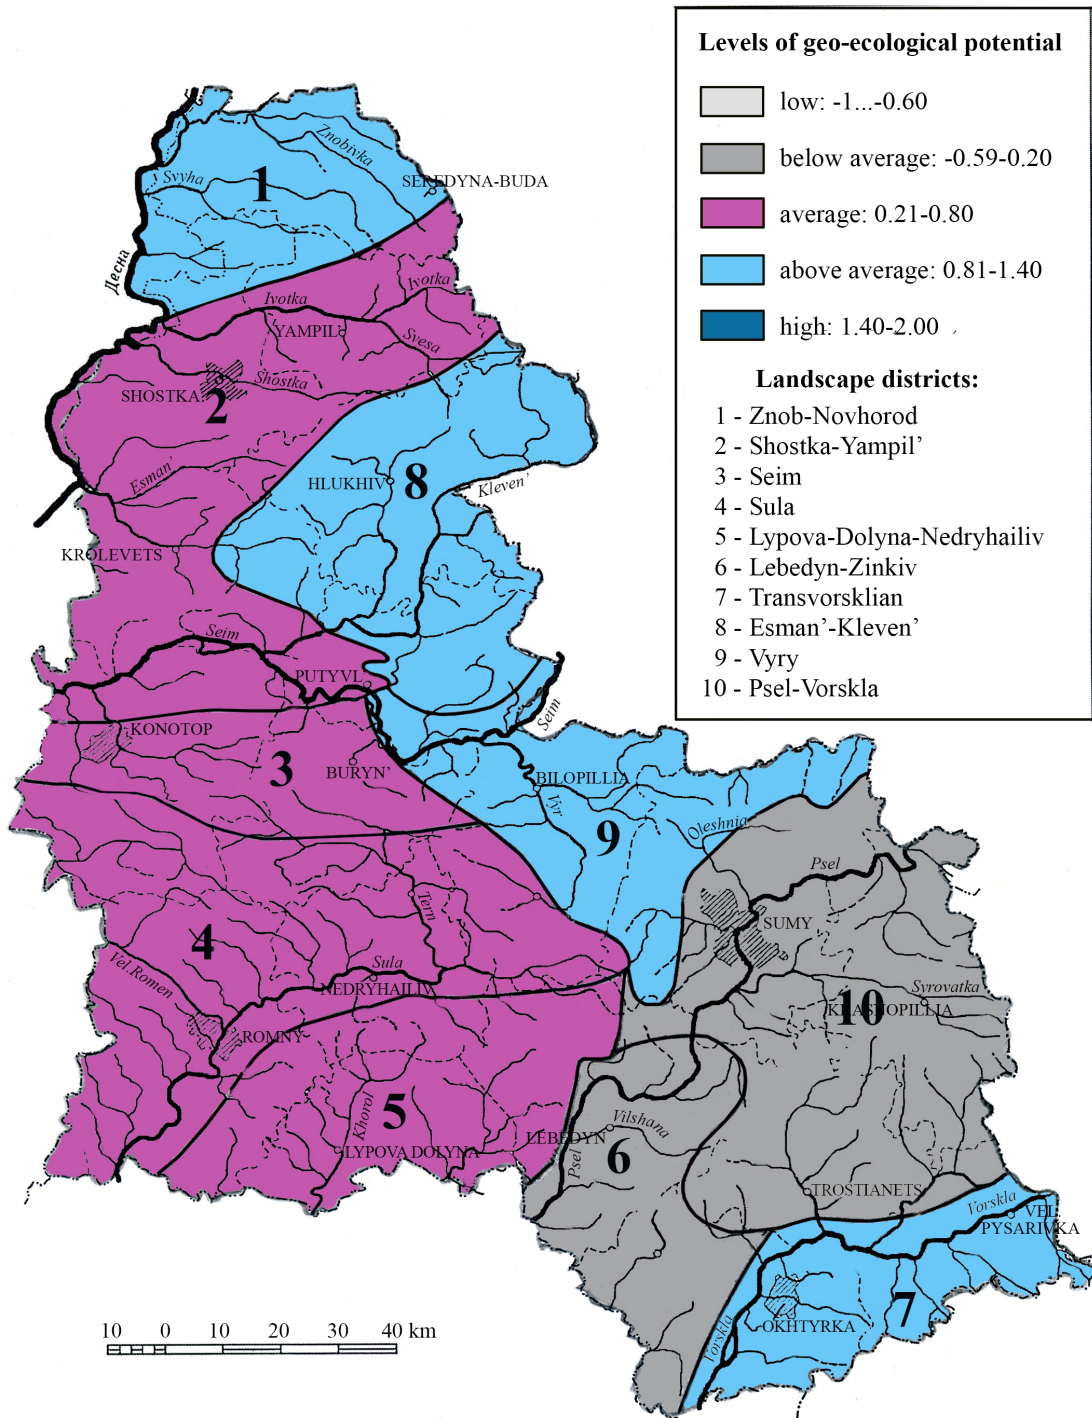 Levels of geo-ecological potential
low: -1...-0.60
below average: -0.59-0.20
average: 0.21-0.80
above average: 0.81-1.40
high: 1.40-2.00
Landscape districts:
1 - Znob-Novhorod
2 - Shostka-Yampil’
3 - Seim
4 - Sula
5 - Lypova-Dolyna-Nedryhailiv
6 - Lebedyn-Zinkiv
7 - Transvorsklian
8 - Esman’-Kleven’
9 - Vyry
10 - Psel-Vorskla
Znobivka
Svyha
1
SEREDYNA-BUDA
Десна
Ivotka
Ivotka
YAMPIL
Svesa
SHOSTKA
Shostka
2
Esman’
HLUKHIV
8
Kleven’
KROLEVETS
Seim
PUTYVL
Seim
KONOTOP
3
BURYN’
BILOPILLIA
Vyr
9
Oleshnia
Psel
Tern
SUMY
4
Vel.Romen
Sula
NEDRYHAILIV
Syrovatka
KRASNOPILLIA
10
ROMNY
Khorol
5
LYPOVA DOLYNA
LEBEDYN
Vilshana
Psel
6
TROSTIANETS
Vorskla
VEL.
PYSARIVKA
7
OKHTYRKA
Vorskla
10 0 10 20 30 40 km